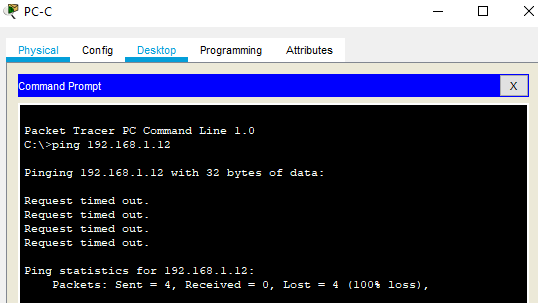 PC-C
Physical Config Desktop Programming Attributes
Command Prompt
X
Packet Tracer PC Command Line 1.0
C:\>ping 192.168.1.12
Pinging 192.168.1.12 with 32 bytes of data:
Request timed out.
Request timed out.
Request timed out.
Request timed out.
Ping statistics for 192.168.1.12:
Packets: Sent = 4, Received = 0, Lost = 4 (100% loss),